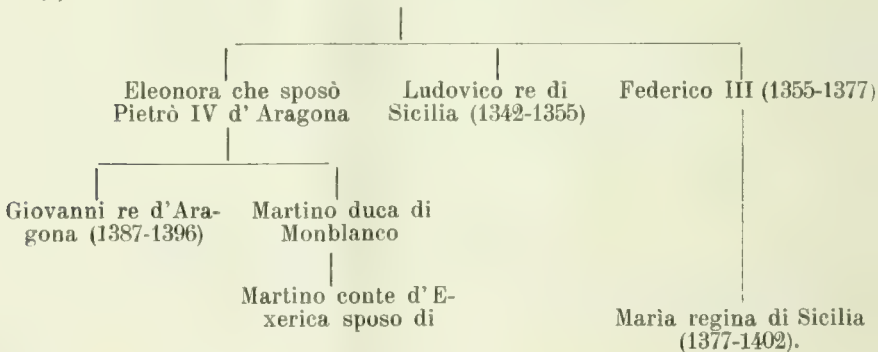 Eleonora che sposò
Pietrò IV d' Aragona
Ludovico re di
Sicilia (1342-1355)
Federico III (1355-1377)
Giovanni re d'Ara-
gona (1387-1396)
Martino duca di
Monblanco
Martino conte d' E-
xerica sposo di
Maria regina di Sicilia
(1377-1402).